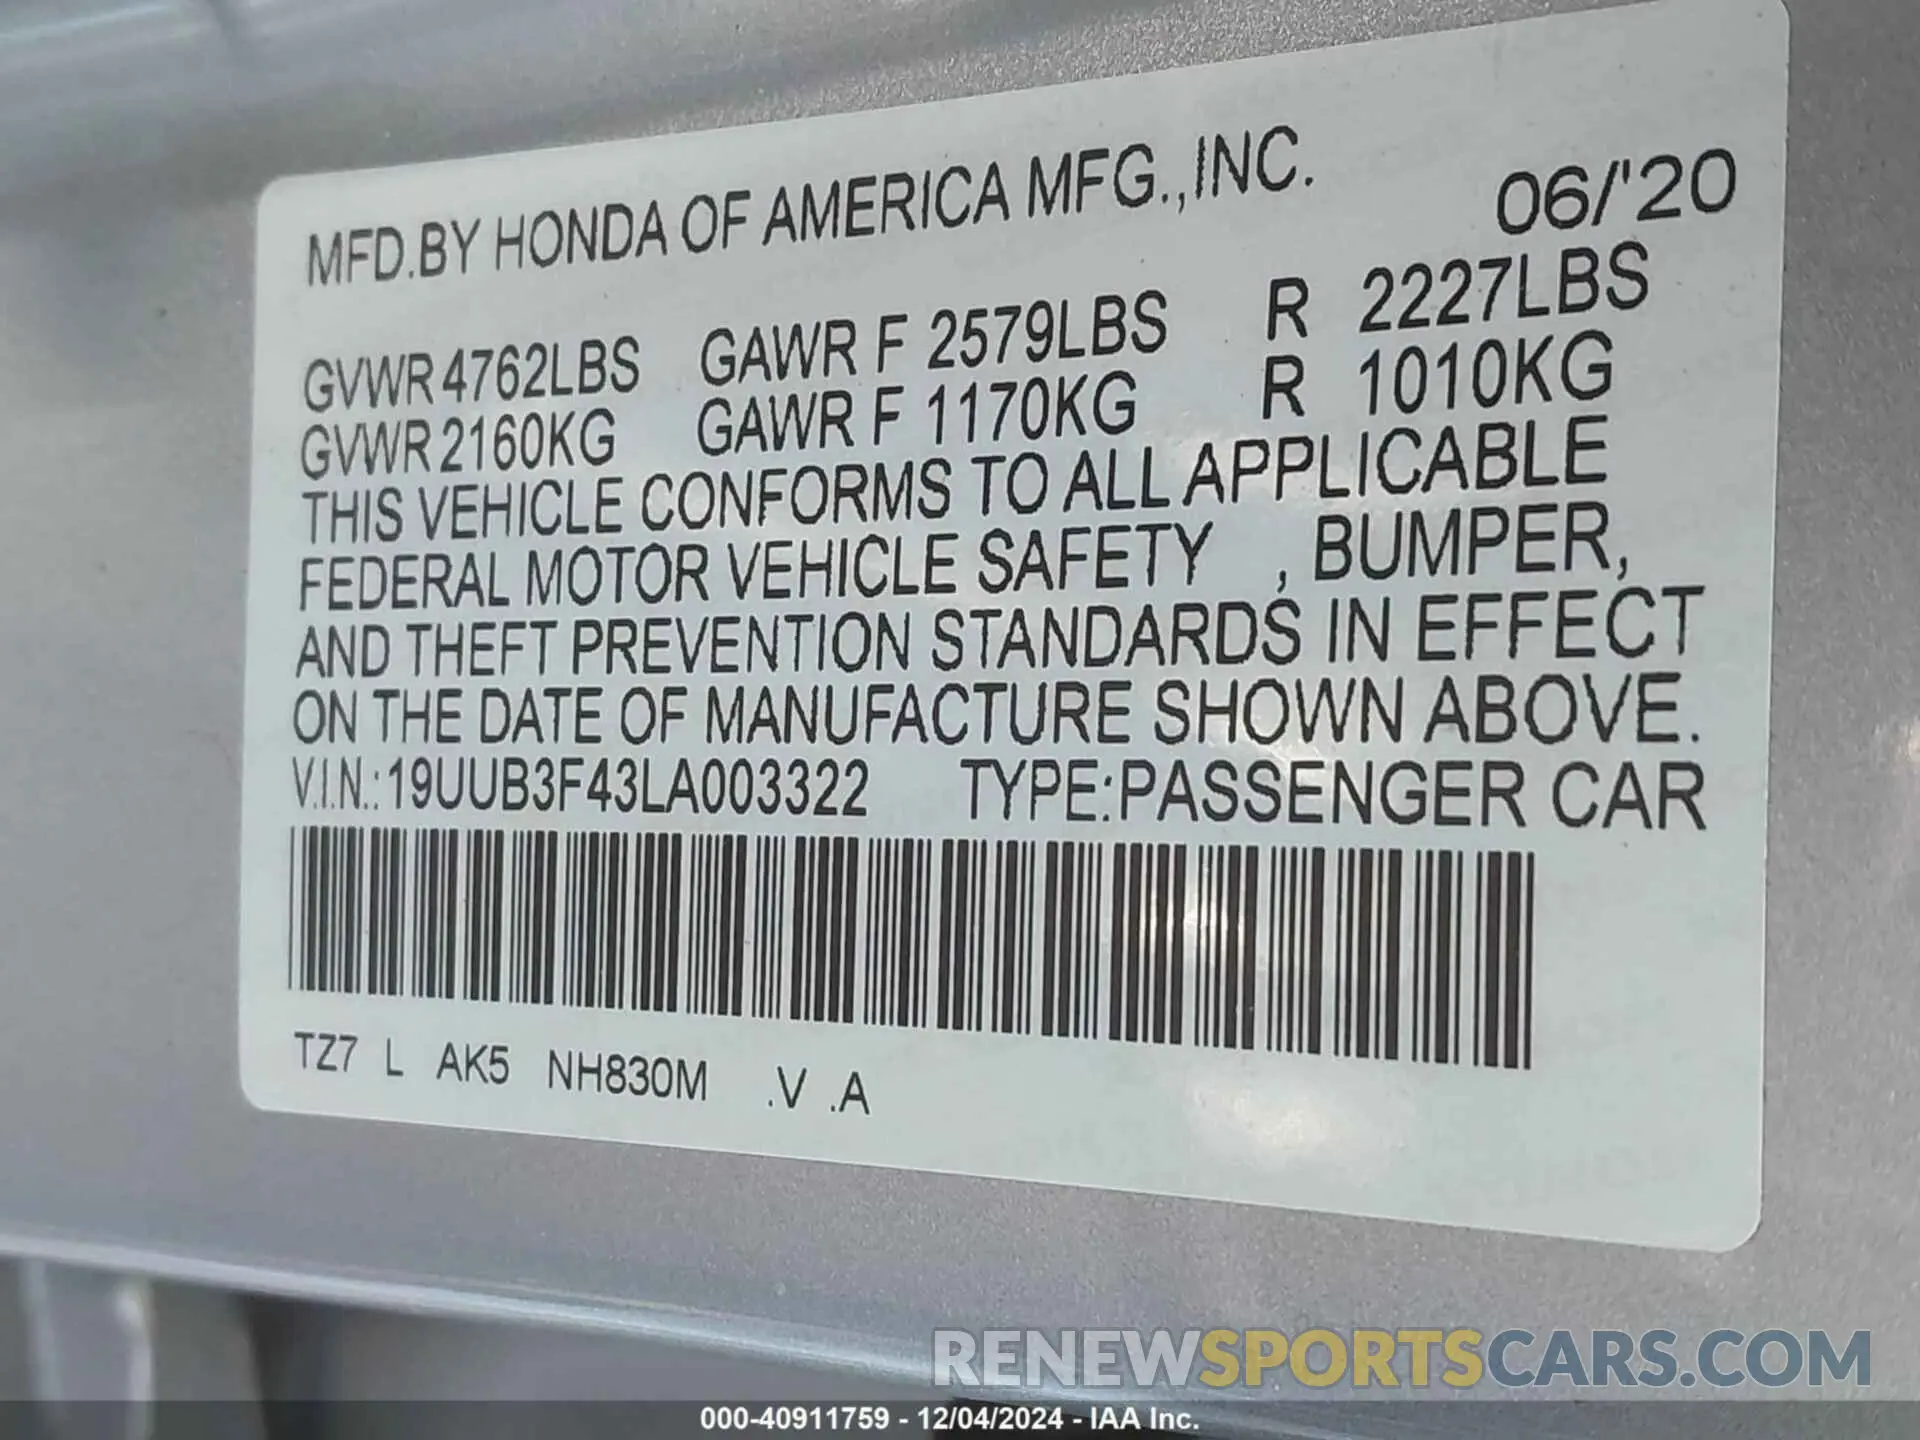 MFD.BY HONDA OF AMERICA MFG.,INC. 06/'20
GVWR 4762LBS GAWR F 2579LBS R 2227LBS
GVWR 2160KG GAWR F 1170KG R 1010KG
THIS VEHICLE CONFORMS TO ALL APPLICABLE
FEDERAL MOTOR VEHICLE SAFETY , BUMPER,
AND THEFT PREVENTION STANDARDS IN EFFECT
ON THE DATE OF MANUFACTURE SHOWN ABOVE.
V.I.N.:19UUB3F43LA003322 TYPE:PASSENGER CAR
TZ7 L AK5 NH830M .V .A
RENEWSPORTSCARS.COM
000-40911759 - 12/04/2024 - IAA Inc.